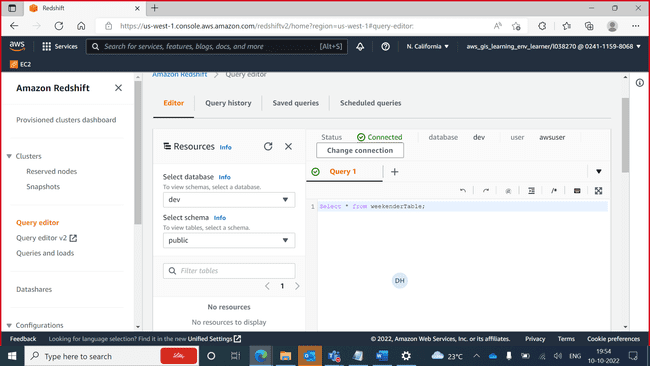 Redshift
https://us-west-1.console.aws.amazon.com/redshiftv2/home?region=us-west-1#query-editor:
aws
Services
Search for services, features, blogs, docs, and more
[Alt+S]
N. California
aws_gis_learning_env_learner/l038270 @ 0241-1159-8068
EC2
Amazon Redshift
Provisioned clusters dashboard
Clusters
Reserved nodes
Snapshots
Query editor
Query editor v2
Queries and loads
Datashares
Configurations
Amazon Redshift > Query editor
Editor
Query history
Saved queries
Scheduled queries
Resources Info
Select database Info
To view schemas, select a database.
dev
Select schema Info
To view tables, select a schema.
public
Filter tables
1
No resources
No resources to display
Status Connected database dev user awsuser
Change connection
Query 1
1 Select * from weekenderTable;
DH
Feedback
Looking for language selection? Find it in the new Unified Settings
© 2022, Amazon Web Services, Inc. or its affiliates.
Privacy
Terms
Cookie preferences
Type here to search
23°C
ENG
19:54
10-10-2022